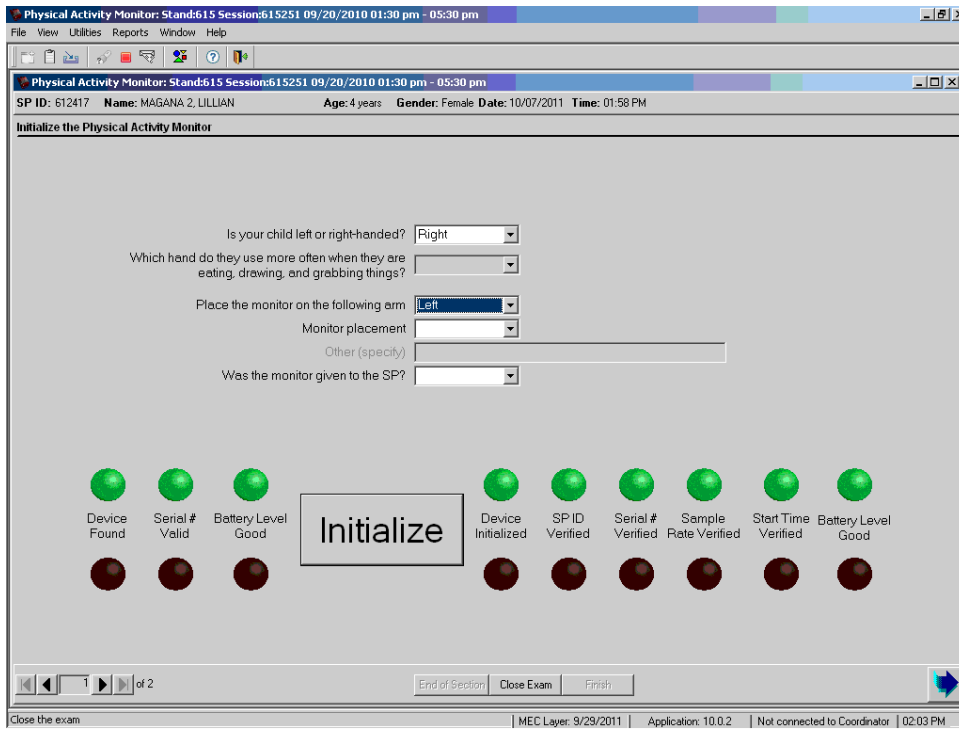 Physical Activity Monitor: Stand:615 Session:615251 09/20/2010 01:30 pm - 05:30 pm
File View Utilities Reports Window Help
Physical Activity Monitor: Stand:615 Session:615251 09/20/2010 01:30 pm - 05:30 pm
SP ID: 612417 Name: MAGANA 2, LILLIAN Age: 4 years Gender: Female Date: 10/07/2011 Time: 01:58 PM
Initialize the Physical Activity Monitor
Is your child left or right-handed? Right
Which hand do they use more often when they are
eating, drawing, and grabbing things?
Place the monitor on the following arm Left
Monitor placement
Other (specify)
Was the monitor given to the SP?
Device Serial # Battery Level Initialize Device SP ID Serial # Sample Start Time Battery Level
Found Valid Good Initialized Verified Verified Rate Verified Verified Good
1 of 2 End of Section Close Exam Finish
Close the exam MEC Layer: 9/29/2011 Application: 10.0.2 Not connected to Coordinator 02:03 PM